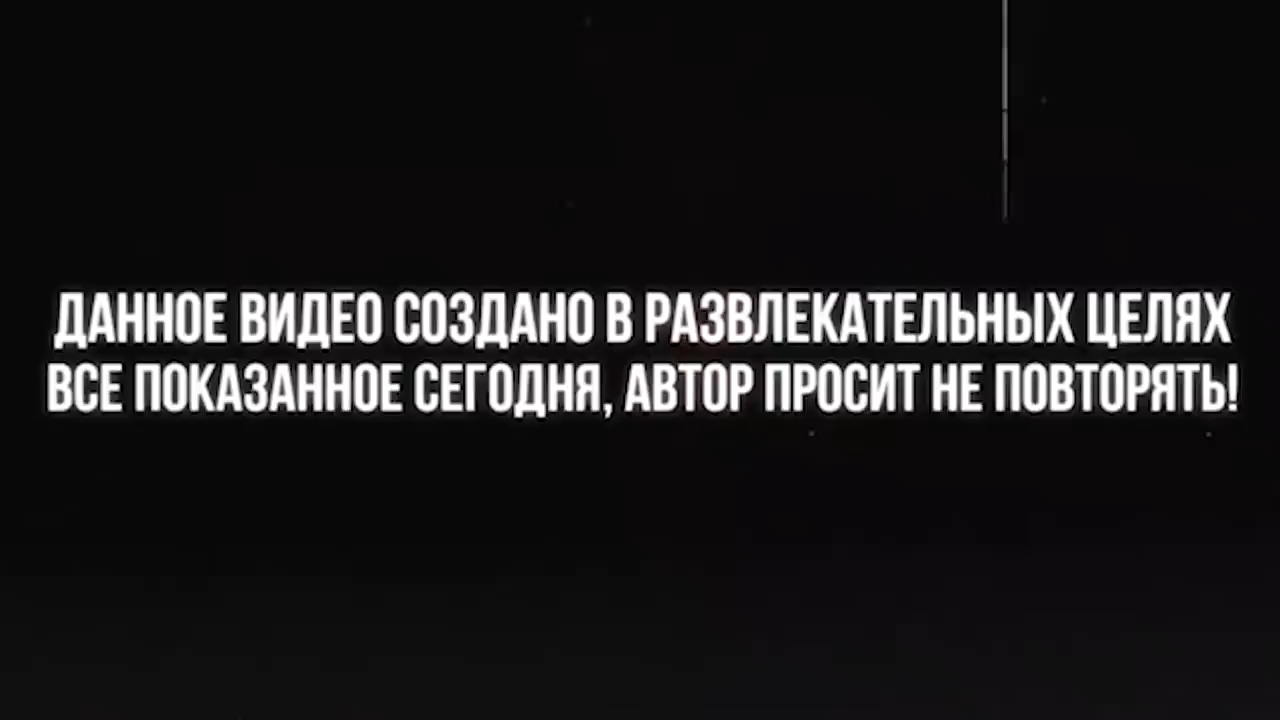 ДАННОЕ ВИДЕО СОЗДАНО В РАЗВЛЕКАТЕЛЬНЫХ ЦЕЛЯХ
ВСЕ ПОКАЗАННОЕ СЕГОДНЯ, АВТОР ПРОСИТ НЕ ПОВТОРЯТЬ!